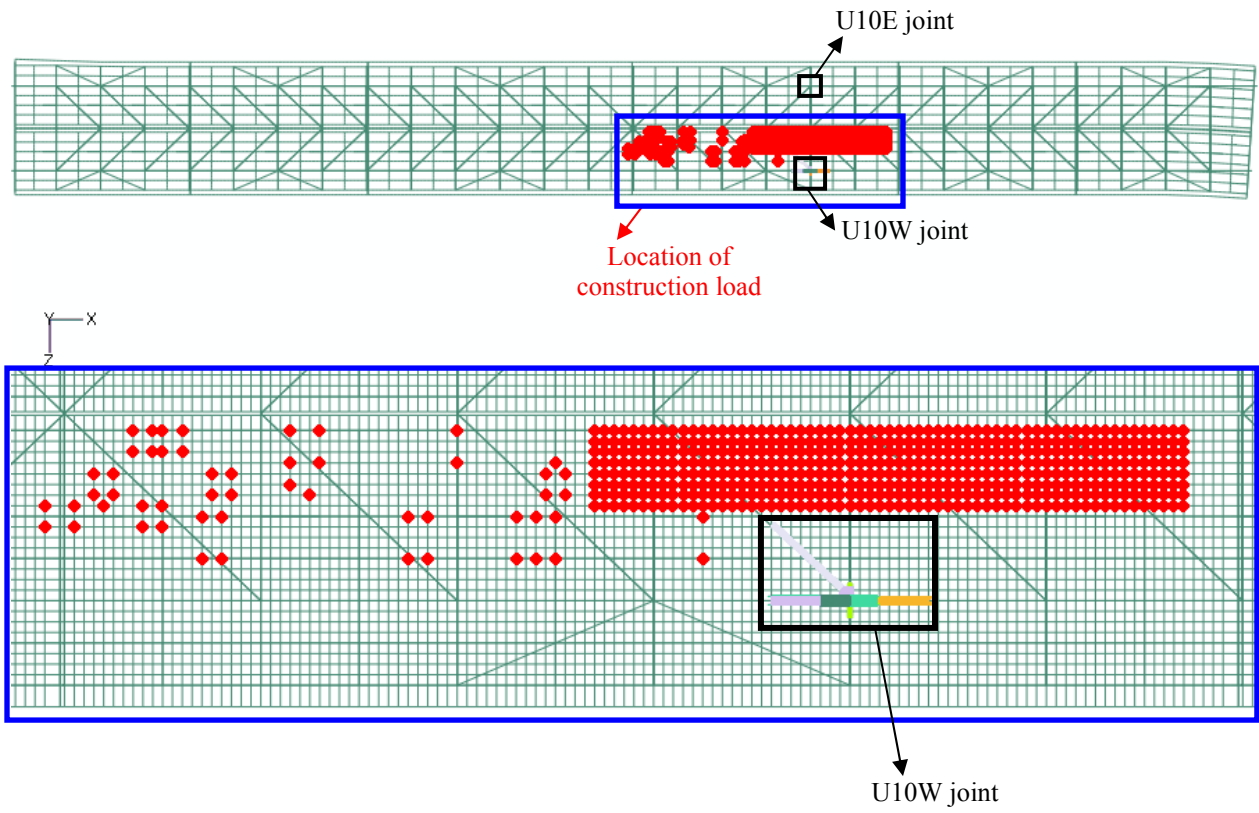 U10E joint
U10W joint
Location of
construction load
Y X
Z
U10W joint